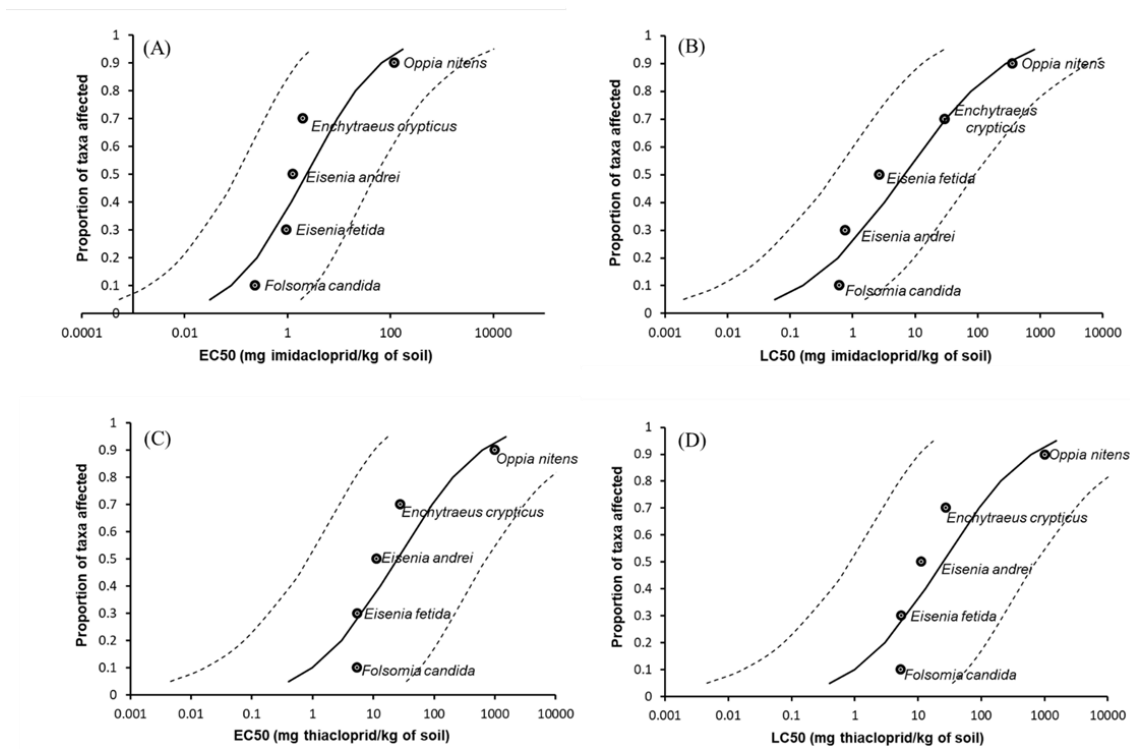 (A)
Proportion of taxa affected
1
0.9
0.8
0.7
0.6
0.5
0.4
0.3
0.2
0.1
0
Oppia nitens
Enchytraeus crypticus
Eisenia andrei
Eisenia fetida
Folsomia candida
0.0001 0.01 1 100 10000
EC50 (mg imidacloprid/kg of soil)
(B)
Proportion of taxa affected
1
0.9
0.8
0.7
0.6
0.5
0.4
0.3
0.2
0.1
0
Oppia nitens
Enchytraeus
crypticus
Eisenia fetida
Eisenia andrei
Folsomia candida
0.001 0.01 0.1 1 10 100 1000 10000
LC50 (mg imidacloprid/kg of soil)
(C)
Proportion of taxa affected
1
0.9
0.8
0.7
0.6
0.5
0.4
0.3
0.2
0.1
0
Oppia nitens
Enchytraeus crypticus
Eisenia andrei
Eisenia fetida
Folsomia candida
0.001 0.01 0.1 1 10 100 1000 10000
EC50 (mg thiacloprid/kg of soil)
(D)
Proportion of taxa affected
1
0.9
0.8
0.7
0.6
0.5
0.4
0.3
0.2
0.1
0
Oppia nitens
Enchytraeus crypticus
Eisenia andrei
Eisenia fetida
Folsomia candida
0.001 0.01 0.1 1 10 100 1000 10000
LC50 (mg thiacloprid/kg of soil)